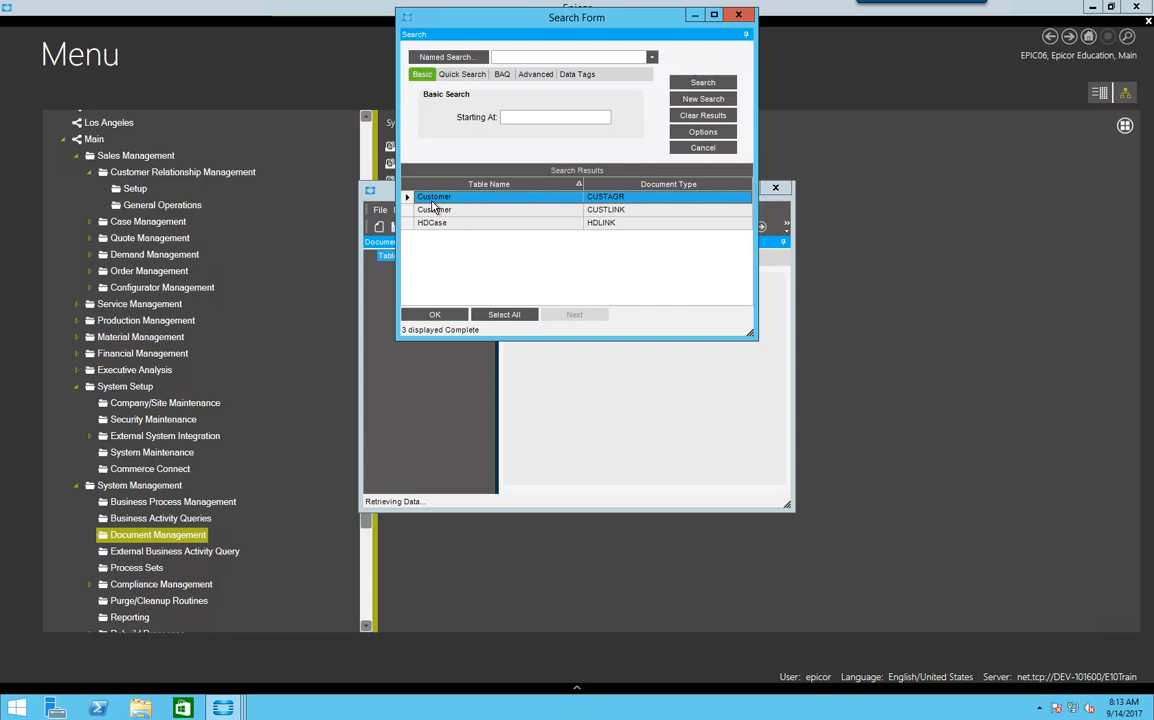 Search Form
Menu
EPIC06, Epicor Education, Main
Search
Named Search...
Basic
Quick Search
BAQ
Advanced
Data Tags
Basic Search
Starting At:
Search
New Search
Clear Results
Options
Cancel
Search Results
Table Name
Document Type
Customer
CUSTAGR
Customer
CUSTLINK
HDCase
HDLINK
OK
Select All
Next
3 displayed Complete
File
Retrieving Data...
Los Angeles
Main
Sales Management
Customer Relationship Management
Setup
General Operations
Case Management
Quote Management
Demand Management
Order Management
Configurator Management
Service Management
Production Management
Material Management
Financial Management
Executive Analysis
System Setup
Company/Site Maintenance
Security Maintenance
External System Integration
System Maintenance
Commerce Connect
System Management
Business Process Management
Business Activity Queries
Document Management
External Business Activity Query
Process Sets
Compliance Management
Purge/Cleanup Routines
Reporting
User: epicor
Language: English/United States
Server: net.tcp://DEV-101600/E10Train
8:13 AM
9/14/2017